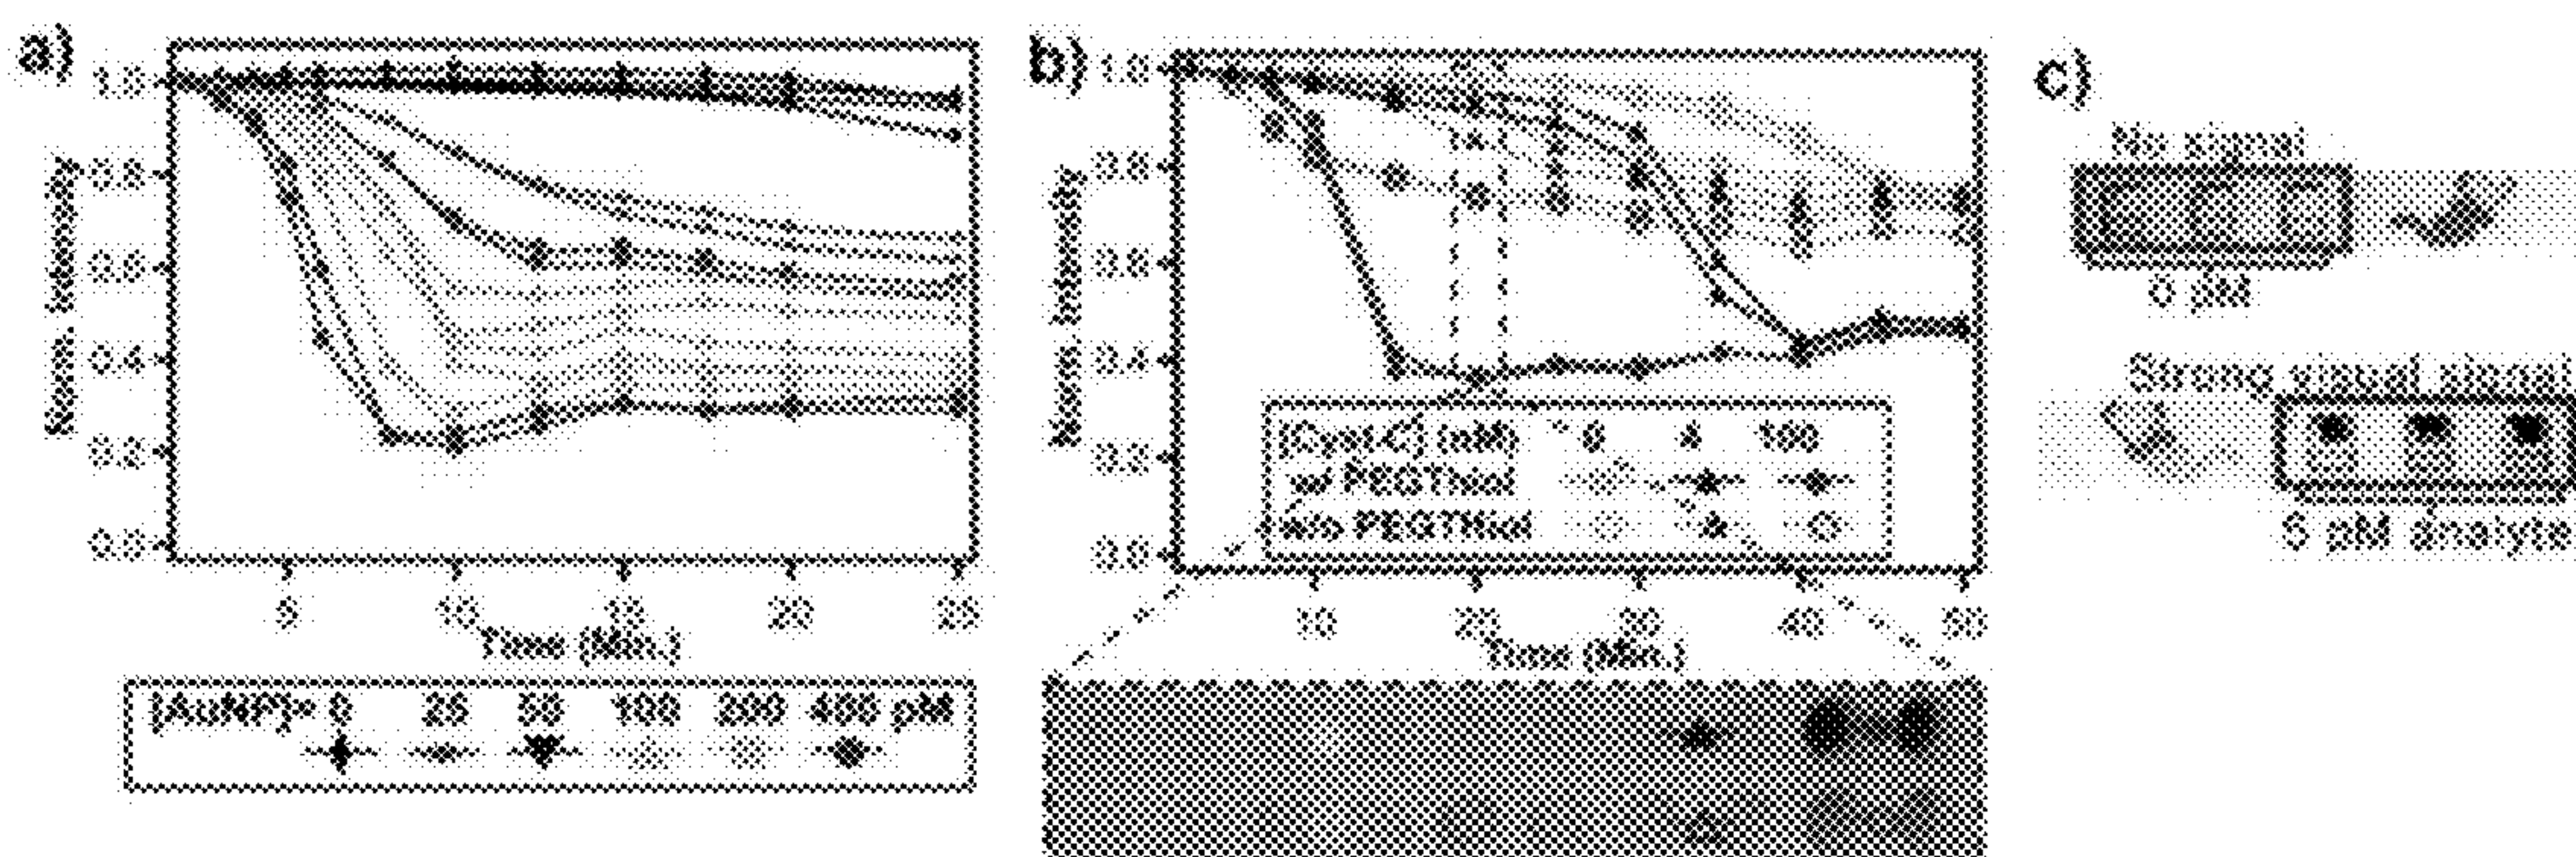 a)
1.0
0.8
0.6
0.4
0.2
0.0
5 10 15 20 25
Time (Min.)
[AuNP]= 0 25 50 100 200 400 pM
b)
1.0
0.8
0.6
0.4
0.2
0.0
[Cyst-C] (nM) 0 4 100
w/ PEGThiol
w/o PEGThiol
10 20 30 40 50
Time (Min.)
c)
No signal
0 pM
Strong visual signal
5 pM analyte